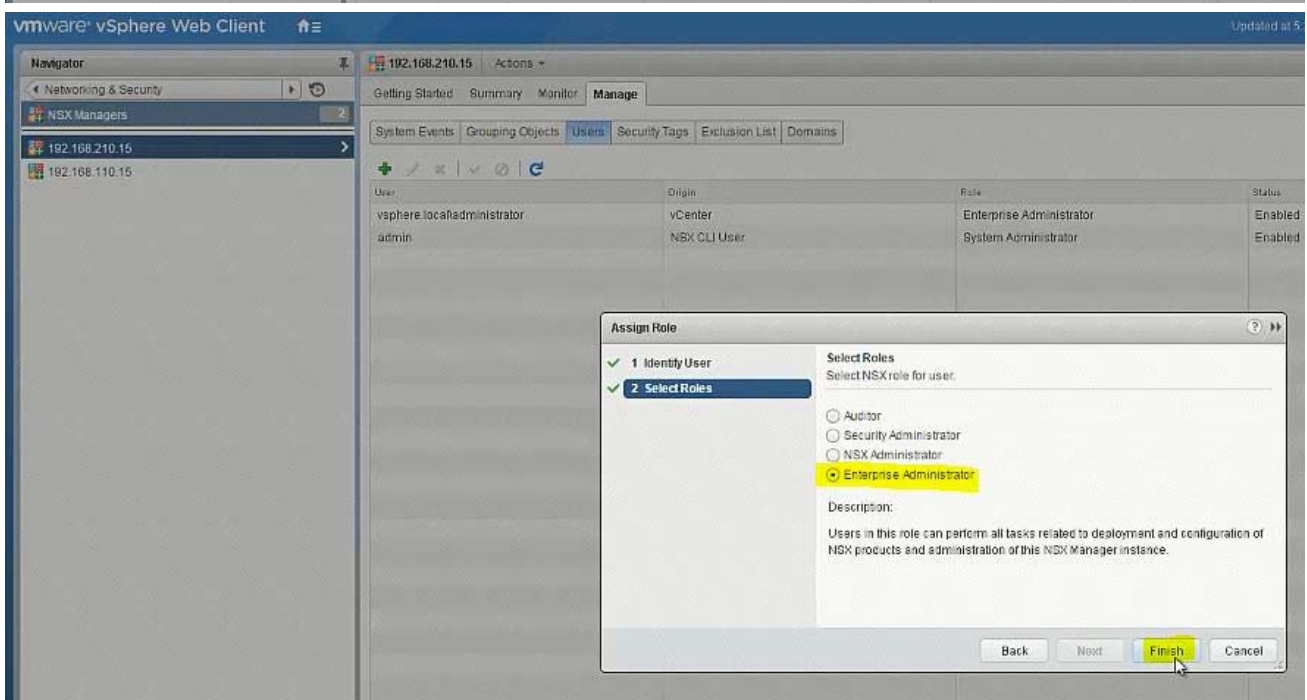 vmware® vSphere Web Client
Updated at 5:
Navigator
Networking & Security
NSX Managers 2
192.168.210.15
192.168.110.15
192.168.210.15 Actions
Getting Started Summary Monitor Manage
System Events Grouping Objects Users Security Tags Exclusion List Domains
User Origin Role Status
vsphere.local\administrator vCenter Enterprise Administrator Enabled
admin NSX CLI User System Administrator Enabled
Assign Role
1 Identify User
2 Select Roles
Select Roles
Select NSX role for user.
Auditor
Security Administrator
NSX Administrator
Enterprise Administrator
Description:
Users in this role can perform all tasks related to deployment and configuration of
NSX products and administration of this NSX Manager instance.
Back Next Finish Cancel